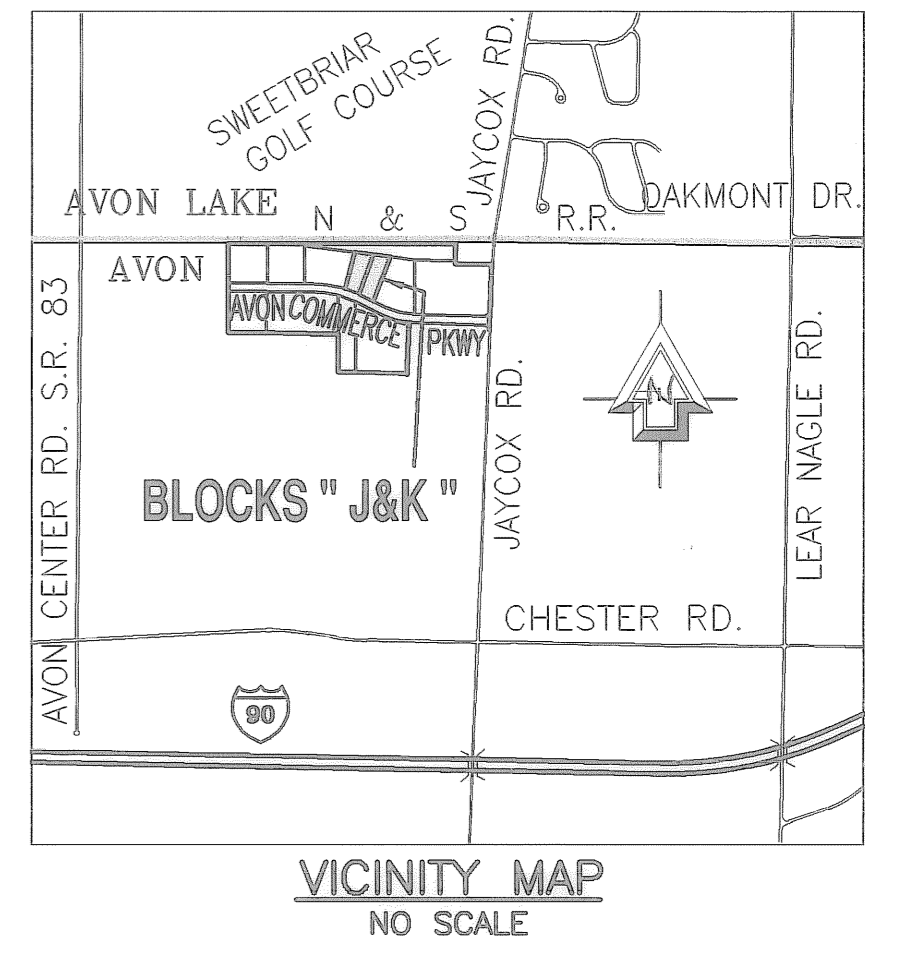 SWEETBRIAR
GOLF COURSE
JAYCOX RD.
AVON LAKE
N & S R.R.
OAKMONT DR.
AVON
AVON COMMERCE PKWY
AVON CENTER RD. S.R. 83
JAYCOX RD.
N
LEAR NAGLE RD.
BLOCKS " J&K "
CHESTER RD.
90
VICINITY MAP
NO SCALE